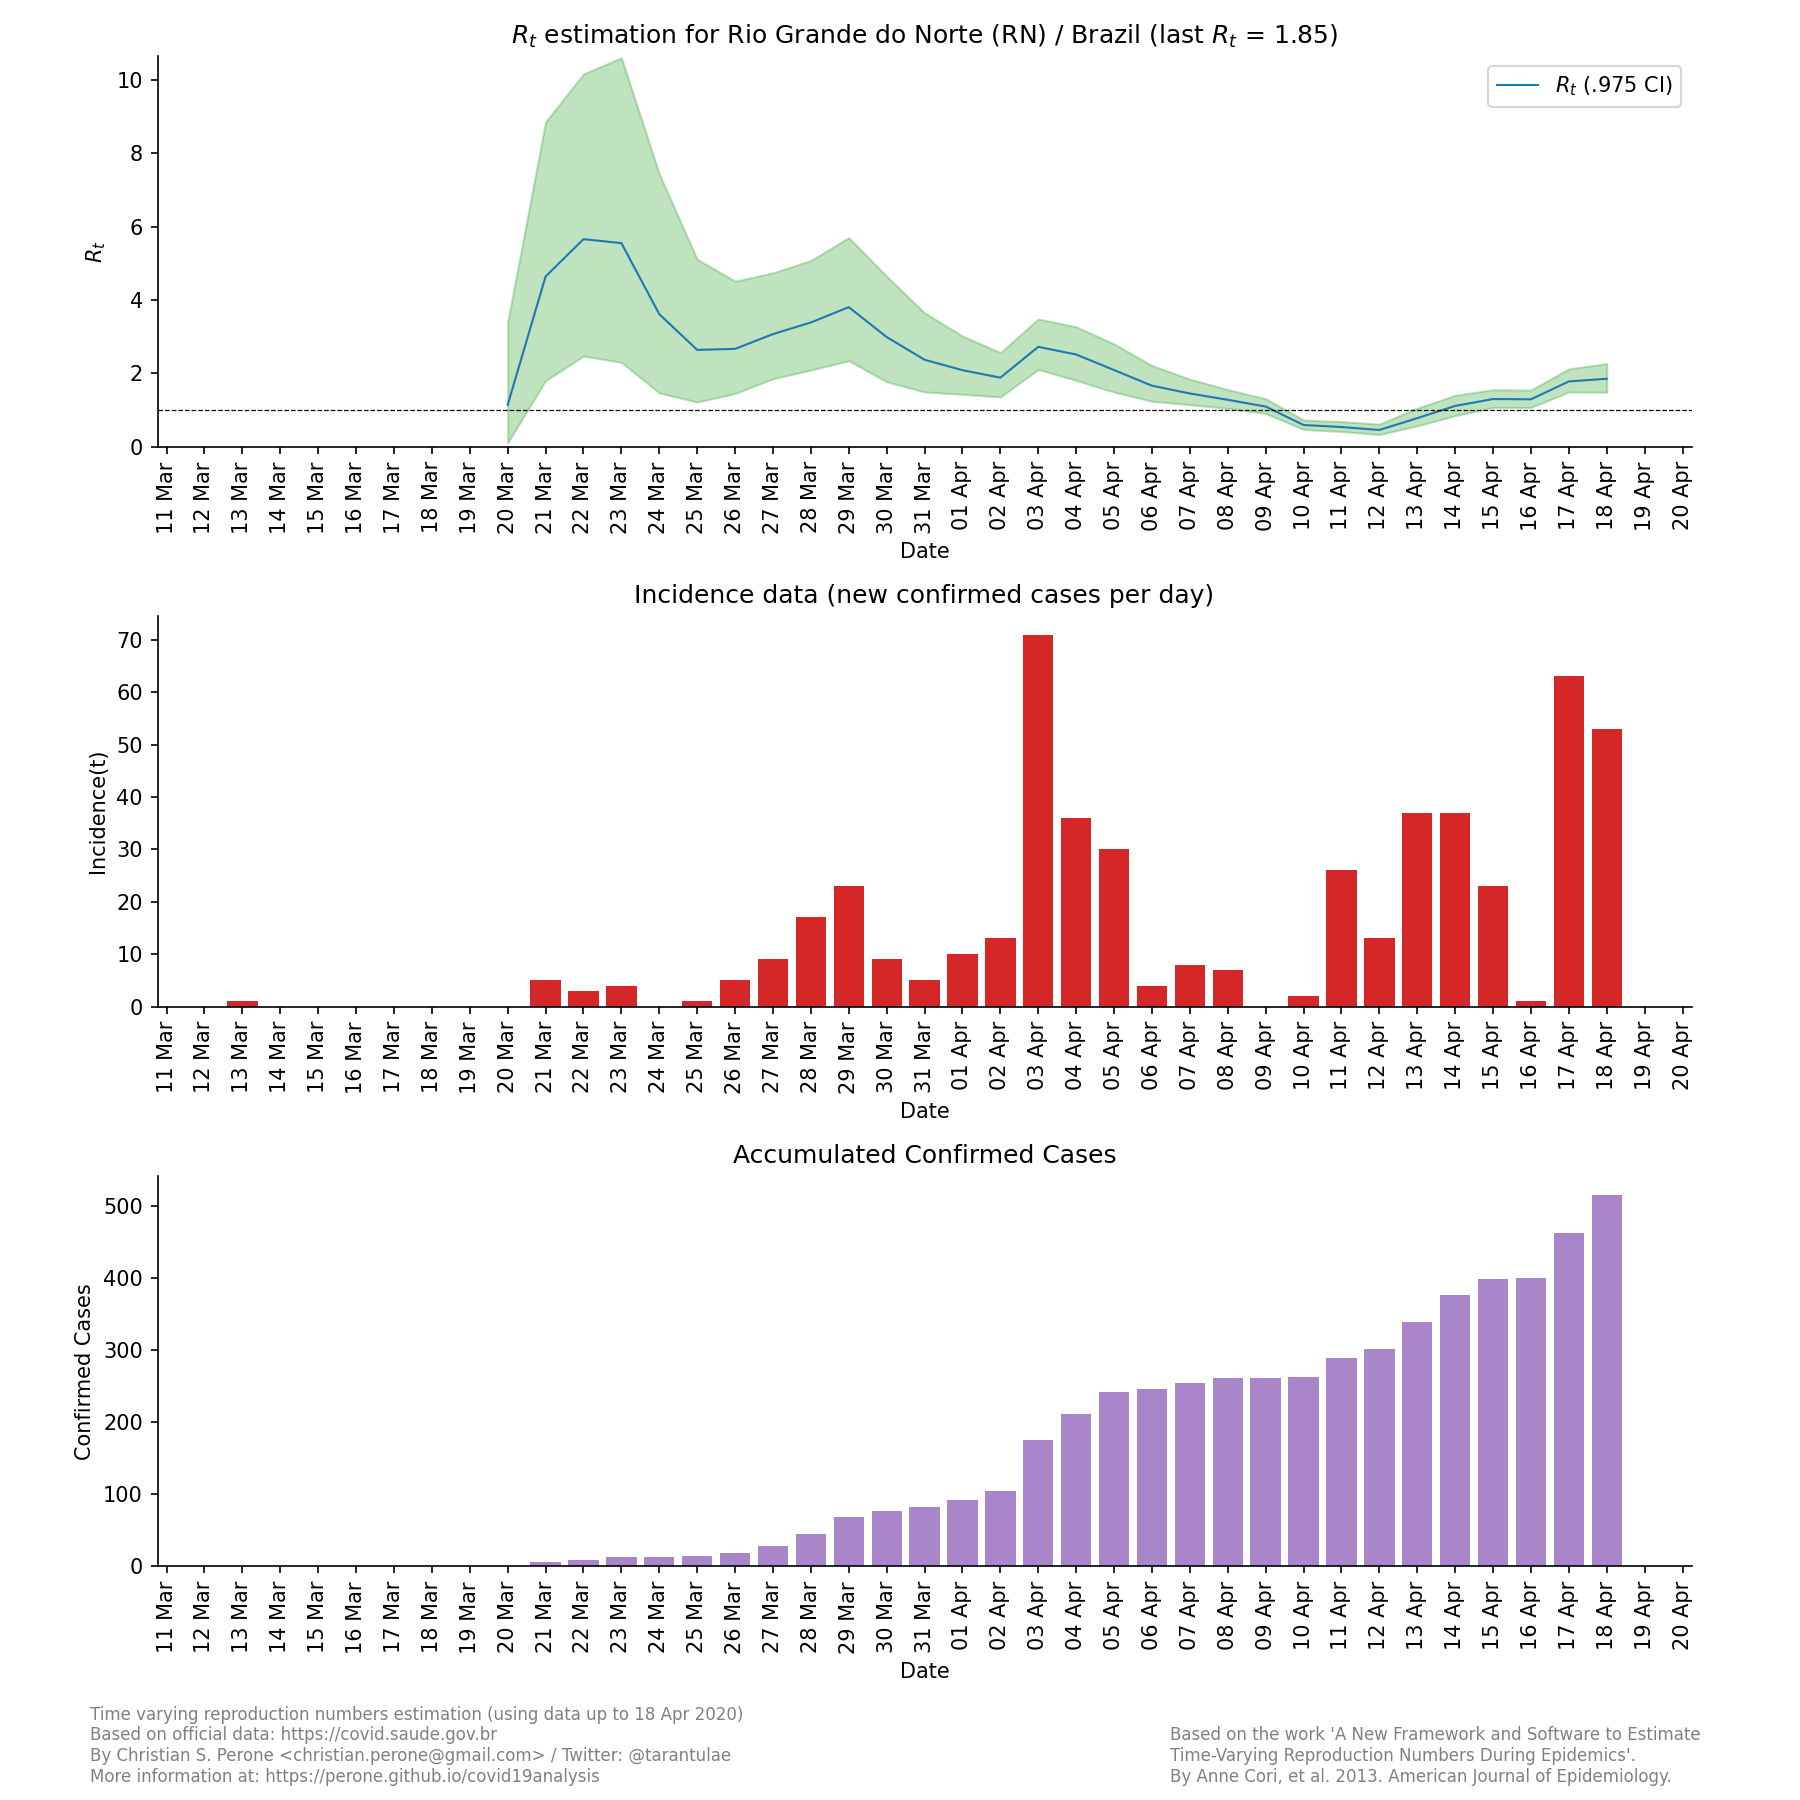 R_t estimation for Rio Grande do Norte (RN) / Brazil (last R_t = 1.85)
R_t (.975 CI)
10
8
6
4
2
0
R_t
11 Mar 12 Mar 13 Mar 14 Mar 15 Mar 16 Mar 17 Mar 18 Mar 19 Mar 20 Mar 21 Mar 22 Mar 23 Mar 24 Mar 25 Mar 26 Mar 27 Mar 28 Mar 29 Mar 30 Mar 31 Mar 01 Apr 02 Apr 03 Apr 04 Apr 05 Apr 06 Apr 07 Apr 08 Apr 09 Apr 10 Apr 11 Apr 12 Apr 13 Apr 14 Apr 15 Apr 16 Apr 17 Apr 18 Apr 19 Apr 20 Apr
Date
Incidence data (new confirmed cases per day)
70
60
50
40
30
20
10
0
Incidence(t)
11 Mar 12 Mar 13 Mar 14 Mar 15 Mar 16 Mar 17 Mar 18 Mar 19 Mar 20 Mar 21 Mar 22 Mar 23 Mar 24 Mar 25 Mar 26 Mar 27 Mar 28 Mar 29 Mar 30 Mar 31 Mar 01 Apr 02 Apr 03 Apr 04 Apr 05 Apr 06 Apr 07 Apr 08 Apr 09 Apr 10 Apr 11 Apr 12 Apr 13 Apr 14 Apr 15 Apr 16 Apr 17 Apr 18 Apr 19 Apr 20 Apr
Date
Accumulated Confirmed Cases
500
400
300
200
100
0
Confirmed Cases
11 Mar 12 Mar 13 Mar 14 Mar 15 Mar 16 Mar 17 Mar 18 Mar 19 Mar 20 Mar 21 Mar 22 Mar 23 Mar 24 Mar 25 Mar 26 Mar 27 Mar 28 Mar 29 Mar 30 Mar 31 Mar 01 Apr 02 Apr 03 Apr 04 Apr 05 Apr 06 Apr 07 Apr 08 Apr 09 Apr 10 Apr 11 Apr 12 Apr 13 Apr 14 Apr 15 Apr 16 Apr 17 Apr 18 Apr 19 Apr 20 Apr
Date
Time varying reproduction numbers estimation (using data up to 18 Apr 2020)
Based on official data: https://covid.saude.gov.br
By Christian S. Perone <christian.perone@gmail.com> / Twitter: @tarantulae
More information at: https://perone.github.io/covid19analysis
Based on the work 'A New Framework and Software to Estimate
Time-Varying Reproduction Numbers During Epidemics'.
By Anne Cori, et al. 2013. American Journal of Epidemiology.